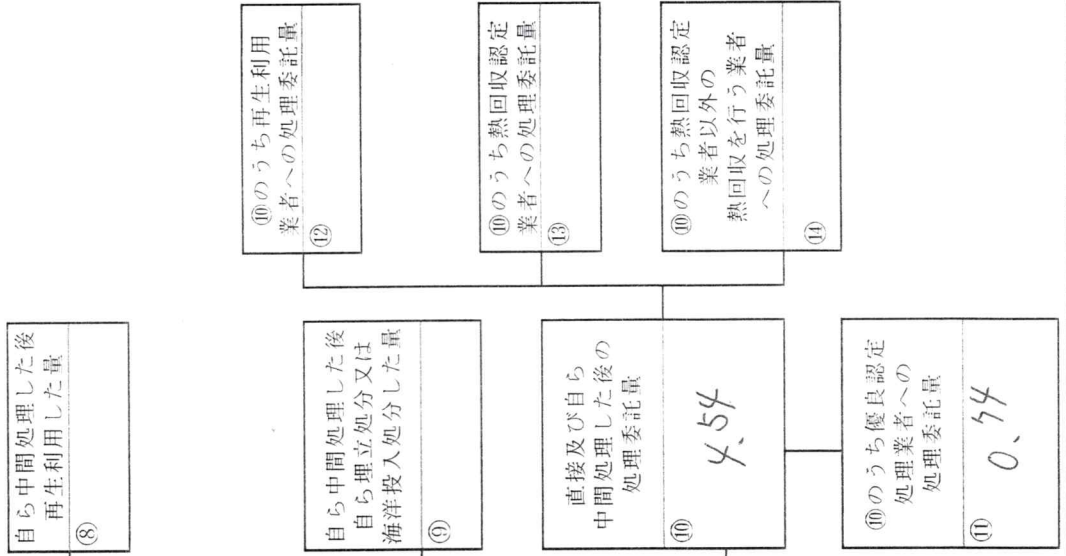 自ら中間処理した後
再生利用した量
⑧
自ら中間処理した後
自ら埋立処分又は
海洋投入処分した量
⑨
直接及び自ら
中間処理した後の
処理委託量
⑩
4.54
⑩のうち優良認定
処理業者への
処理委託量
⑪
⑩のうち再生利用
業者への処理委託量
⑫
⑩のうち熱回収認定
業者への処理委託量
⑬
⑩のうち熱回収認定
業者以外の
熱回収を行う業者
への処理委託量
⑭